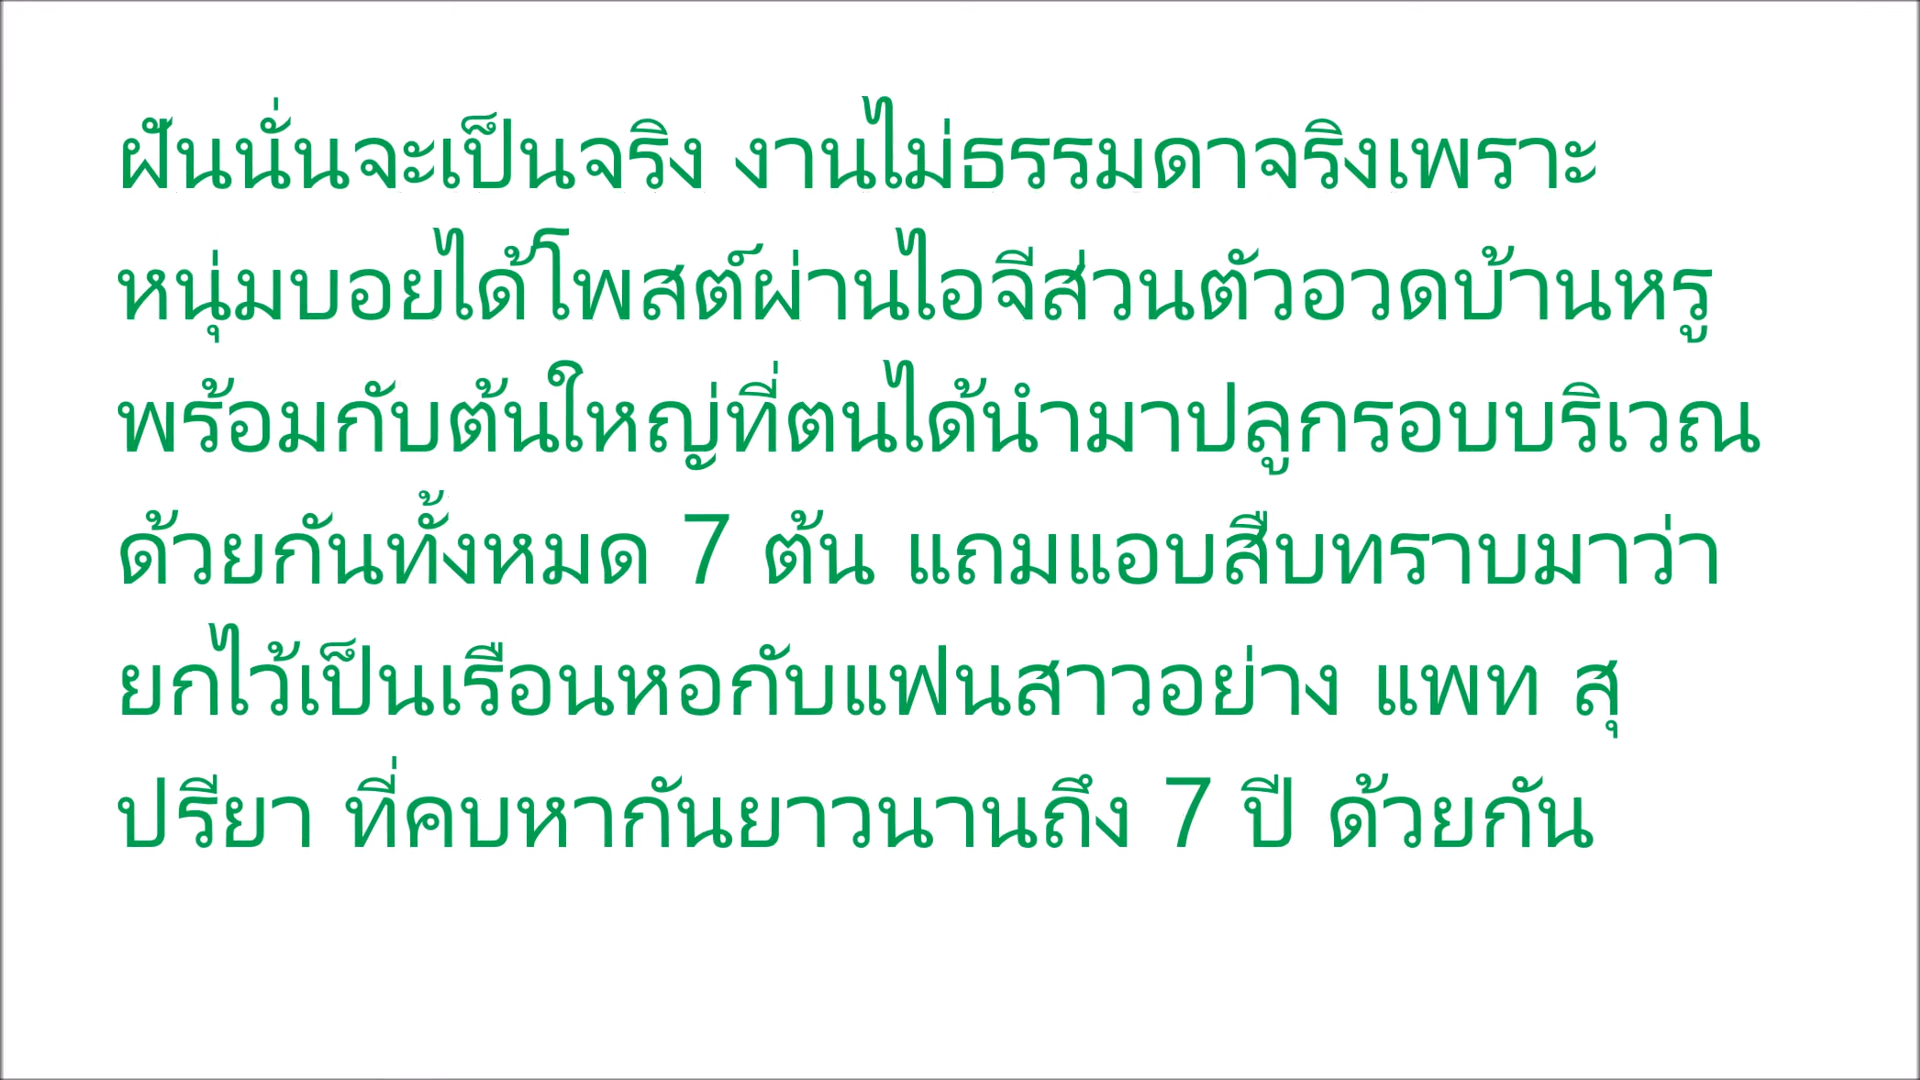 ฝันนั่นจะเป็นจริง งานไม่ธรรมดาจริงเพราะ
หนุ่มบอยได้โพสต์ผ่านไอจีส่วนตัวอวดบ้านหรู
พร้อมกับต้นใหญ่ที่ตนได้นำมาปลูกรอบบริเวณ
ด้วยกันทั้งหมด 7 ต้น แถมแอบสืบทราบมาว่า
ยกไว้เป็นเรือนหอกับแฟนสาวอย่าง แพท สุ
ปรียา ที่คบหากันยาวนานถึง 7 ปี ด้วยกัน